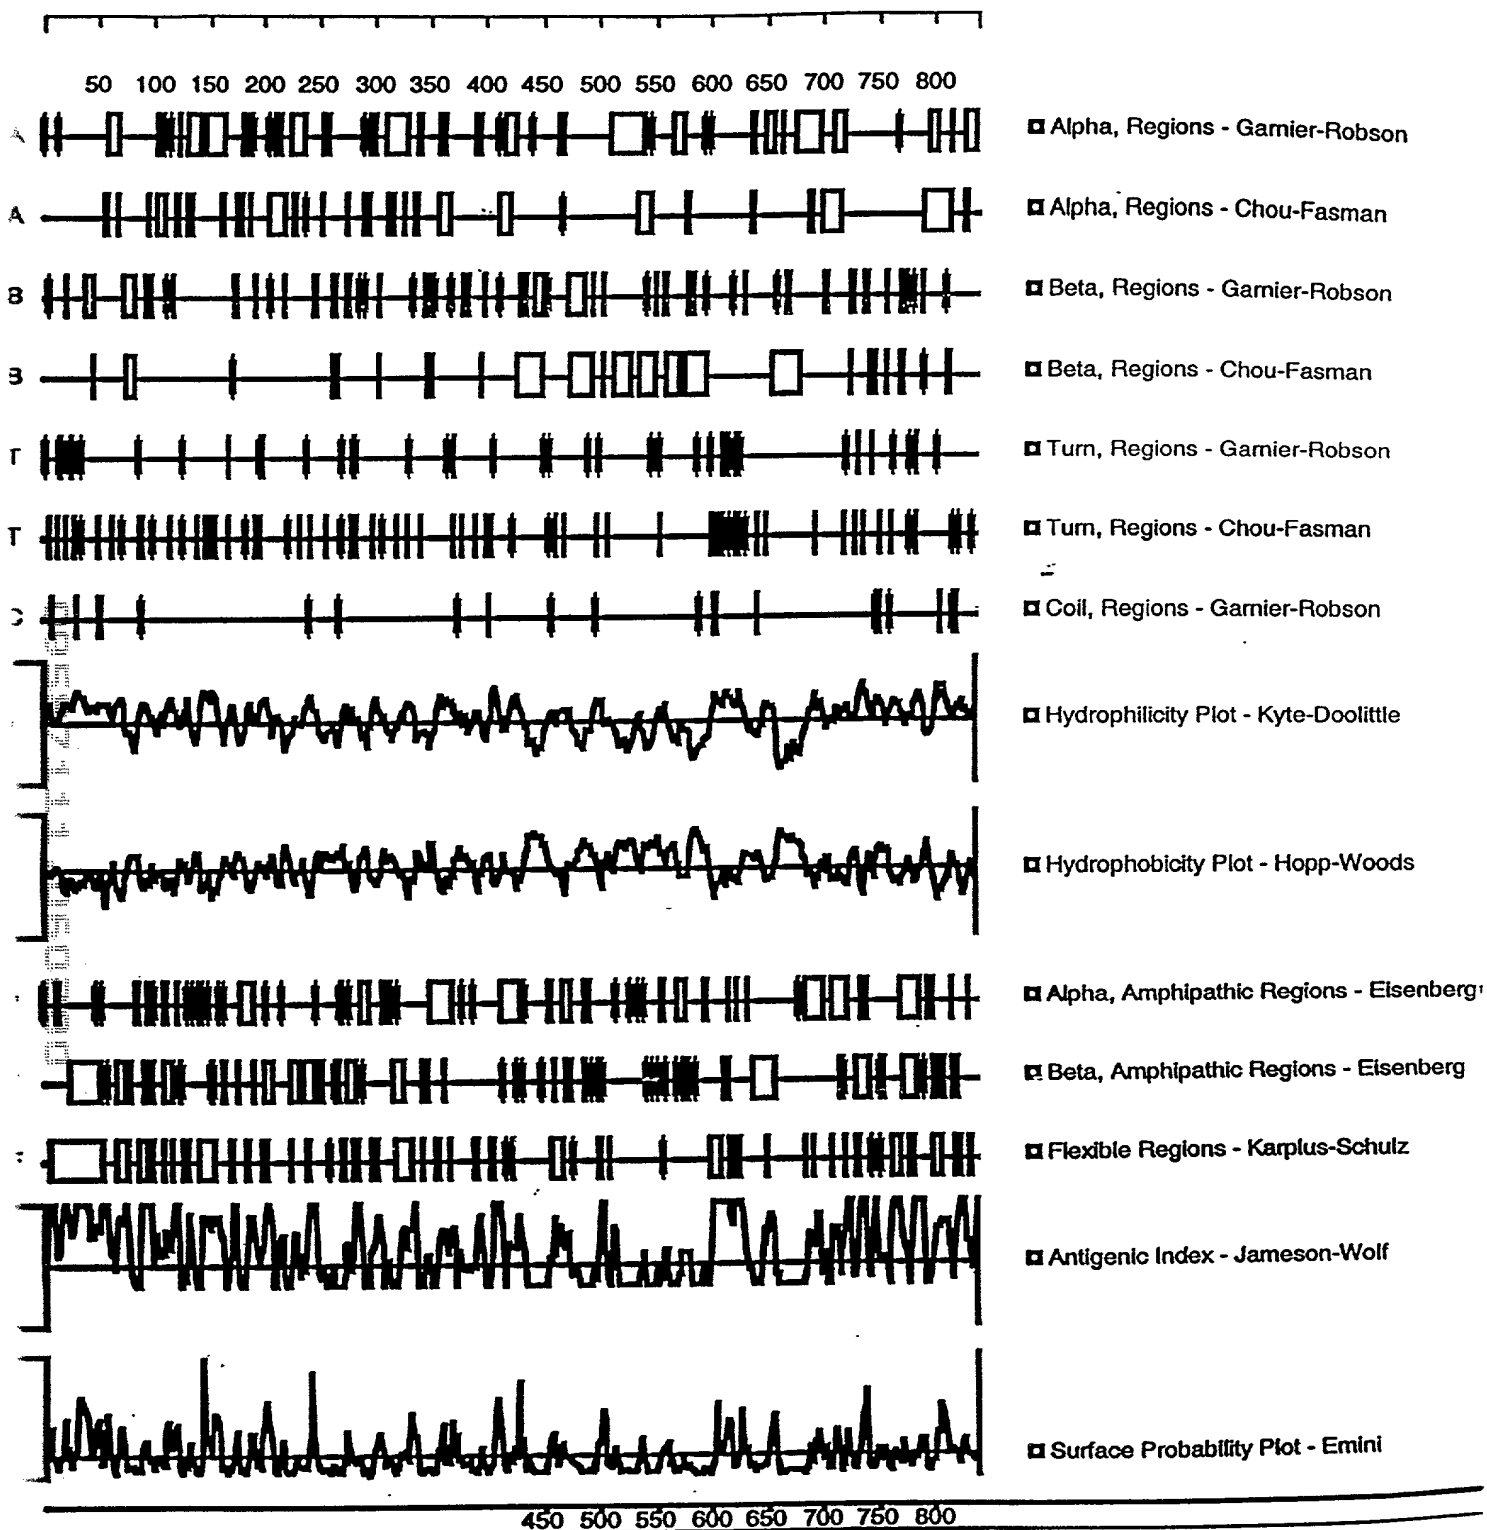 50 100 150 200 250 300 350 400 450 500 550 600 650 700 750 800
A Alpha, Regions - Garnier-Robson
A Alpha, Regions - Chou-Fasman
B Beta, Regions - Garnier-Robson
B Beta, Regions - Chou-Fasman
T Turn, Regions - Garnier-Robson
T Turn, Regions - Chou-Fasman
Coil, Regions - Garnier-Robson
Hydrophilicity Plot - Kyte-Doolittle
Hydrophobicity Plot - Hopp-Woods
Alpha, Amphipathic Regions - Eisenberg
Beta, Amphipathic Regions - Eisenberg
Flexible Regions - Karplus-Schulz
Antigenic Index - Jameson-Wolf
Surface Probability Plot - Emini
450 500 550 600 650 700 750 800